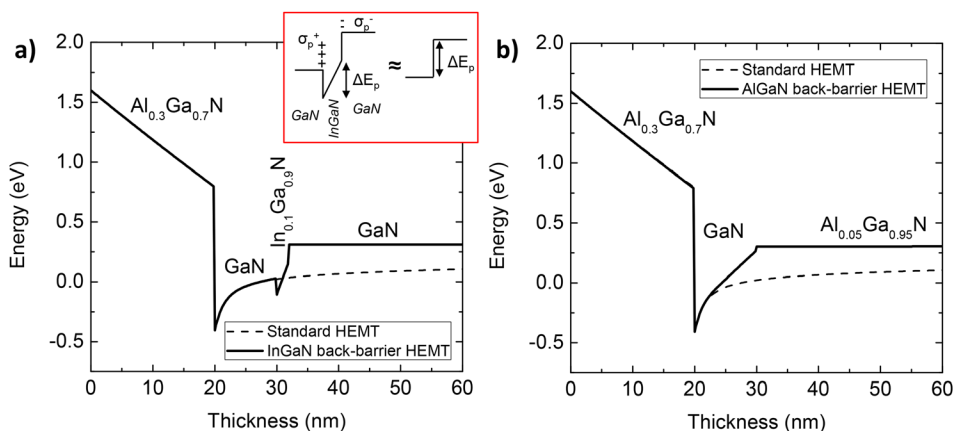 a)
2.0
1.5
1.0
0.5
0.0
-0.5
Energy (eV)
0 10 20 30 40 50 60
Thickness (nm)
Al0.3Ga0.7N
GaN
In0.1Ga0.9N
GaN
Standard HEMT
InGaN back-barrier HEMT
σp+
+++
σp-
ΔEp
≈
ΔEp
GaN
InGaN
GaN
b)
2.0
1.5
1.0
0.5
0.0
-0.5
Energy (eV)
0 10 20 30 40 50 60
Thickness (nm)
Standard HEMT
AlGaN back-barrier HEMT
Al0.3Ga0.7N
GaN
Al0.05Ga0.95N